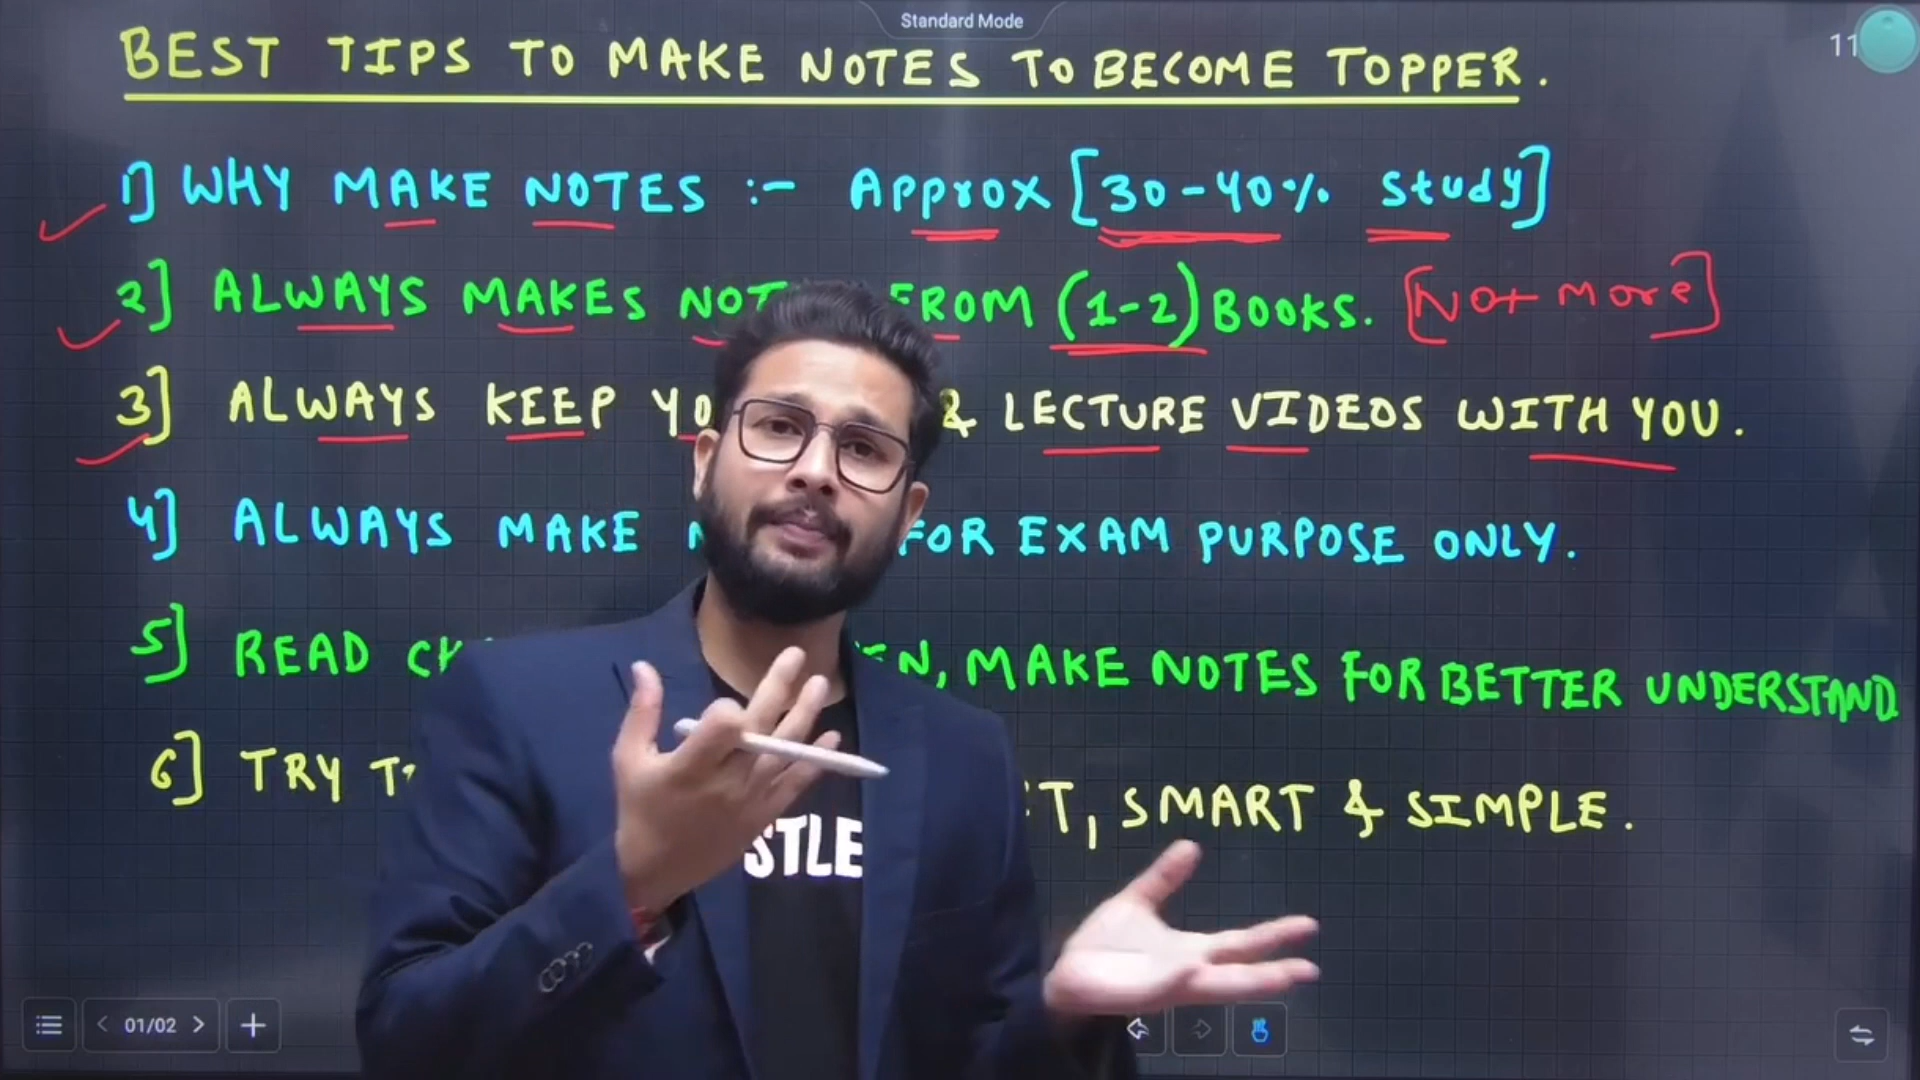 Standard Mode
11
BEST TIPS TO MAKE NOTES TO BECOME TOPPER.
1] WHY MAKE NOTES :- Approx [30-40% Study]
2] ALWAYS MAKES FROM (1-2) BOOKS. [Not more]
3] ALWAYS KEEP & LECTURE VIDEOS WITH YOU.
4] ALWAYS MAKE FOR EXAM PURPOSE ONLY.
5] READ MAKE NOTES FOR BETTER UNDERSTAND
6] TRY SMART & SIMPLE.
STLE
01/02